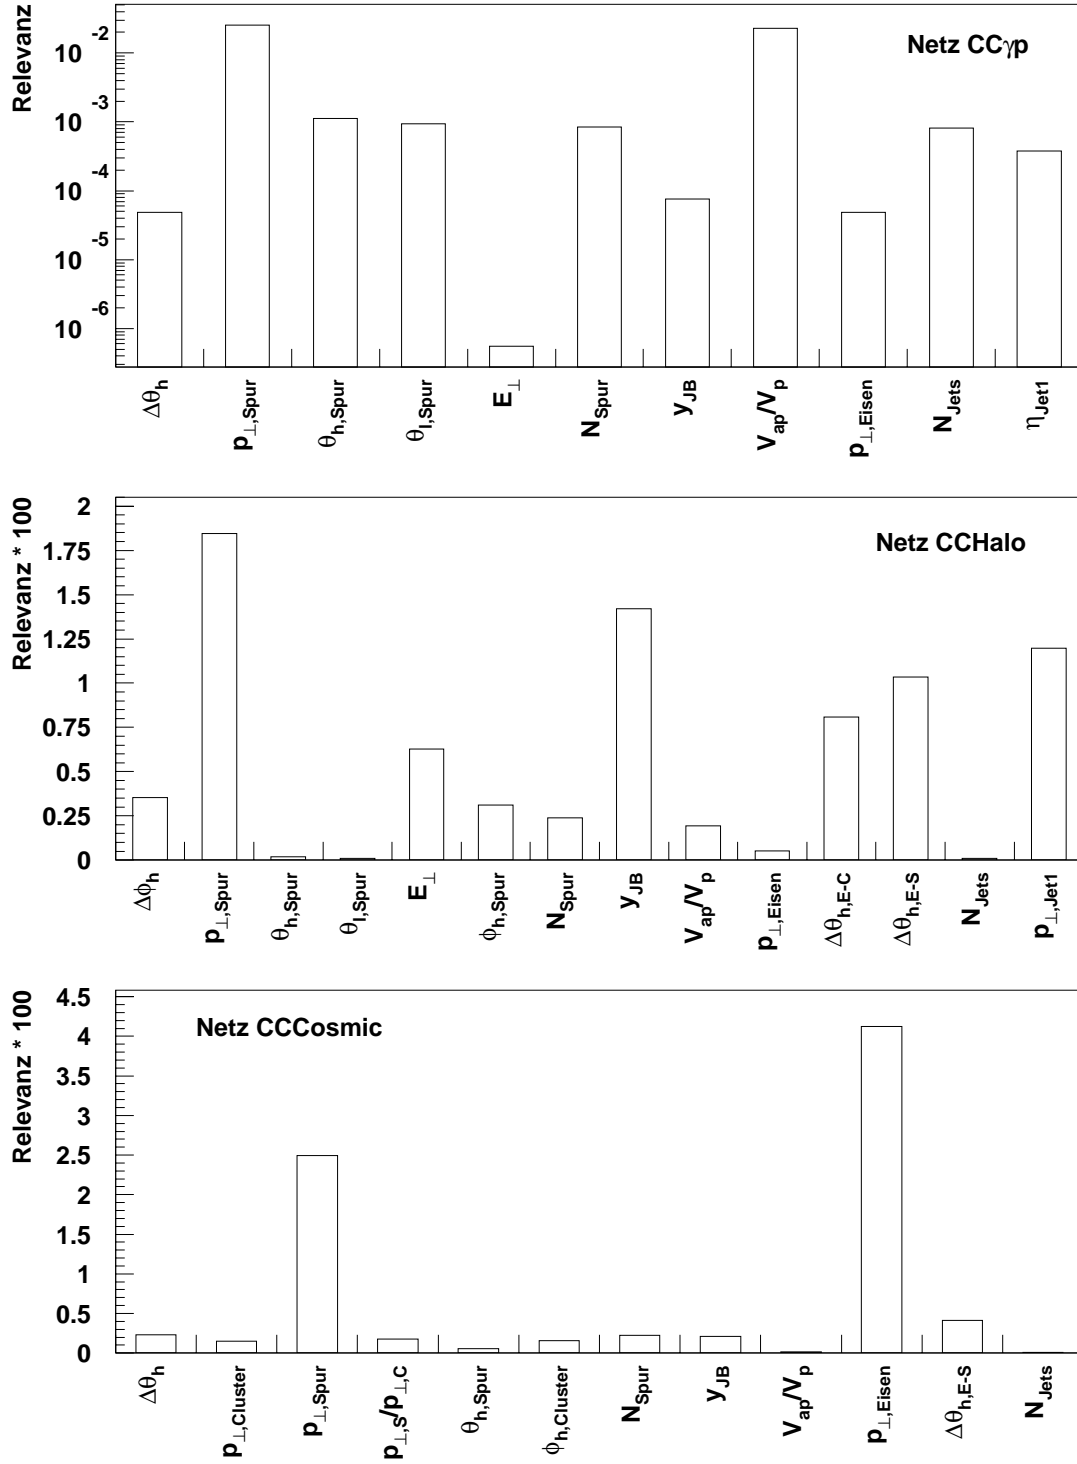 Relevanz
Netz CCγp
10⁻²
10⁻³
10⁻⁴
10⁻⁵
10⁻⁶
Δθ_h
p_⊥,Spur
θ_h,Spur
θ_l,Spur
E_⊥
N_Spur
y_JB
V_ap/V_p
p_⊥,Eisen
N_Jets
η_Jet1
Relevanz * 100
Netz CCHalo
2
1.75
1.5
1.25
1
0.75
0.5
0.25
0
Δϕ_h
p_⊥,Spur
θ_h,Spur
θ_l,Spur
E_⊥
ϕ_h,Spur
N_Spur
y_JB
V_ap/V_p
p_⊥,Eisen
Δθ_h,E-C
Δθ_h,E-S
N_Jets
p_⊥,Jet1
Relevanz * 100
Netz CCCosmic
4.5
4
3.5
3
2.5
2
1.5
1
0.5
0
Δθ_h
p_⊥,Cluster
p_⊥,Spur
p_⊥,S/p_⊥,C
θ_h,Spur
ϕ_h,Cluster
N_Spur
y_JB
V_ap/V_p
p_⊥,Eisen
Δθ_h,E-S
N_Jets